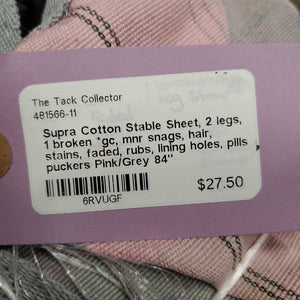 The Tack Collector
481566-11
Supra Cotton Stable Sheet, 2 legs,
1 broken *gc, mnr snags, hair,
stains, faded, rubs, lining holes, pills
puckers Pink/Grey 84"
6RVUGF
$27.50